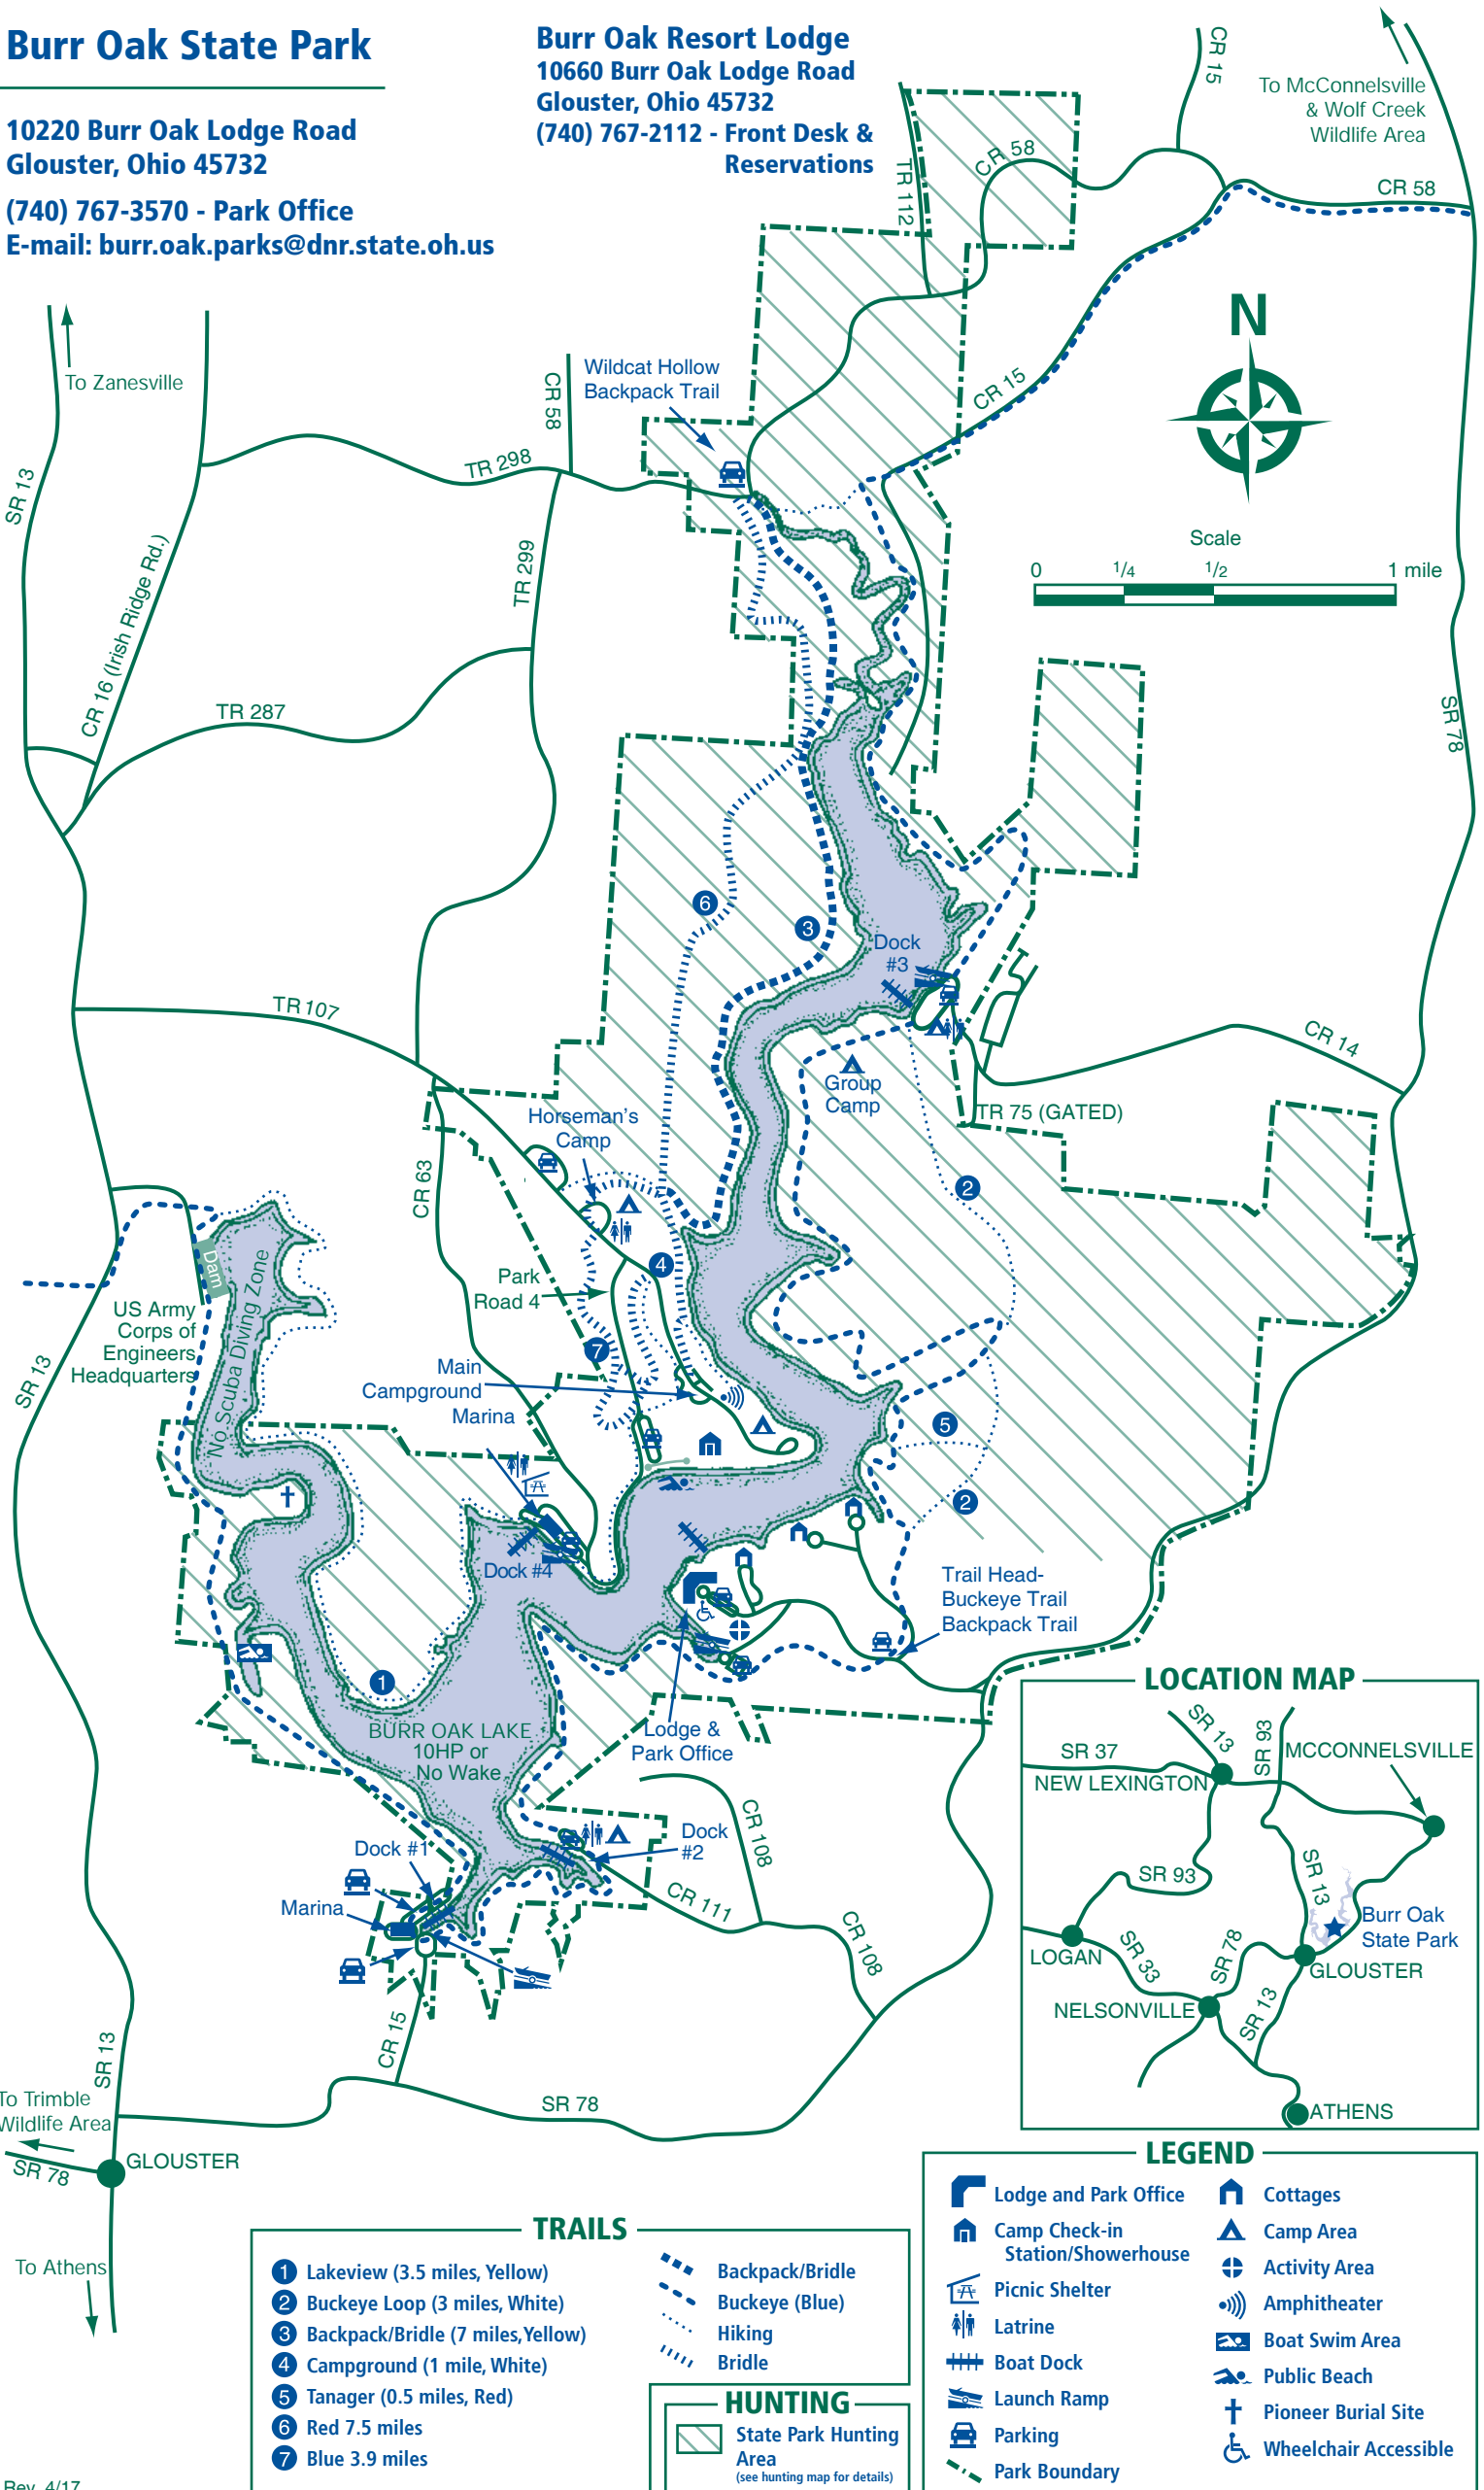 Burr Oak State Park
10220 Burr Oak Lodge Road
Glouster, Ohio 45732
(740) 767-3570 - Park Office
E-mail: burr.oak.parks@dnr.state.oh.us
Burr Oak Resort Lodge
10660 Burr Oak Lodge Road
Glouster, Ohio 45732
(740) 767-2112 - Front Desk &
Reservations
CR 15
To McConnelsville
& Wolf Creek
Wildlife Area
CR 58
TR 112
CR 58
N
To Zanesville
Wildcat Hollow
Backpack Trail
CR 58
CR 15
SR 13
TR 298
Scale
0 1/4 1/2 1 mile
TR 299
CR 16 (Irish Ridge Rd.)
TR 287
SR 78
6
3
Dock
#3
TR 107
CR 14
Group
Camp
TR 75 (GATED)
Horseman's
Camp
CR 63
2
4
Park
Road 4
Dam
No Scuba Diving Zone
US Army
Corps of
Engineers
Headquarters
SR 13
7
Main
Campground
Marina
5
2
Dock #4
Trail Head-
Buckeye Trail
Backpack Trail
1
BURR OAK LAKE
10HP or
No Wake
Lodge &
Park Office
CR 108
Dock
#2
Dock #1
Marina
CR 111
CR 108
CR 15
SR 13
SR 78
To Trimble
Wildlife Area
SR 78
GLOUSTER
To Athens
LOCATION MAP
SR 13
SR 93
SR 37
MCCONNELSVILLE
NEW LEXINGTON
SR 93
SR 13
Burr Oak
State Park
LOGAN
SR 33
SR 78
GLOUSTER
NELSONVILLE
SR 13
ATHENS
TRAILS
1 Lakeview (3.5 miles, Yellow)
2 Buckeye Loop (3 miles, White)
3 Backpack/Bridle (7 miles,Yellow)
4 Campground (1 mile, White)
5 Tanager (0.5 miles, Red)
6 Red 7.5 miles
7 Blue 3.9 miles
Backpack/Bridle
Buckeye (Blue)
Hiking
Bridle
HUNTING
State Park Hunting
Area
(see hunting map for details)
LEGEND
Lodge and Park Office
Camp Check-in
Station/Showerhouse
Picnic Shelter
Latrine
Boat Dock
Launch Ramp
Parking
Park Boundary
Cottages
Camp Area
Activity Area
Amphitheater
Boat Swim Area
Public Beach
Pioneer Burial Site
Wheelchair Accessible
Rev. 4/17